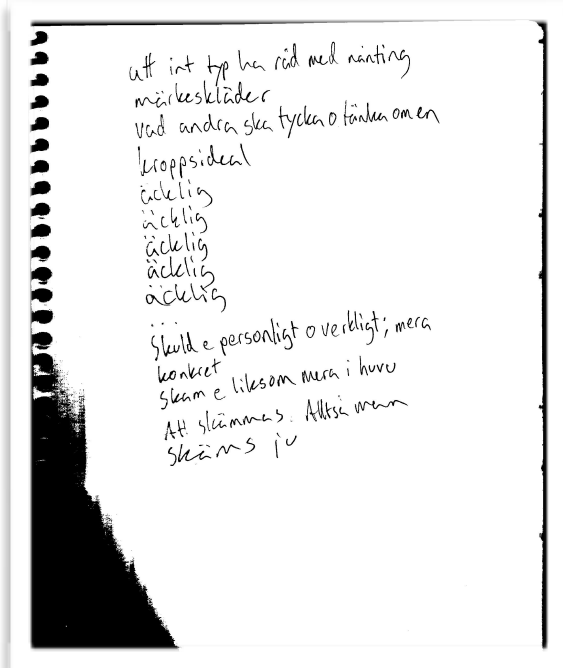 att int typ ha råd med nånting
märkeskläder
vad andra ska tycka o tänka om en
kroppsideal
äcklig
äcklig
äcklig
äcklig
äcklig
...
Skuld e personligt o verkligt; mera
konkret
skam e liksom mera i huvu
Att skämmas. Alltså man
skäms ju